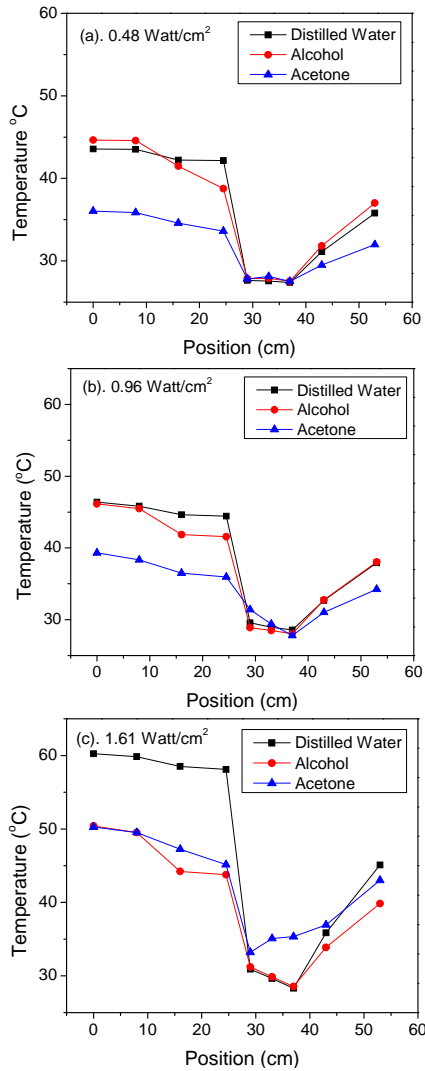 60
50
40
30
0 10 20 30 40 50 60
Position (cm)
Temperature °C
(a). 0.48 Watt/cm²
Distilled Water
Alcohol
Acetone
60
50
40
30
0 10 20 30 40 50 60
Position (cm)
Temperature (°C)
(b) 0.96 Watt/cm²
Distilled Water
Alcohol
Acetone
60
50
40
30
0 10 20 30 40 50 60
Position (cm)
Temperature (°C)
(c). 1.61 Watt/cm²
Distilled Water
Alcohol
Acetone